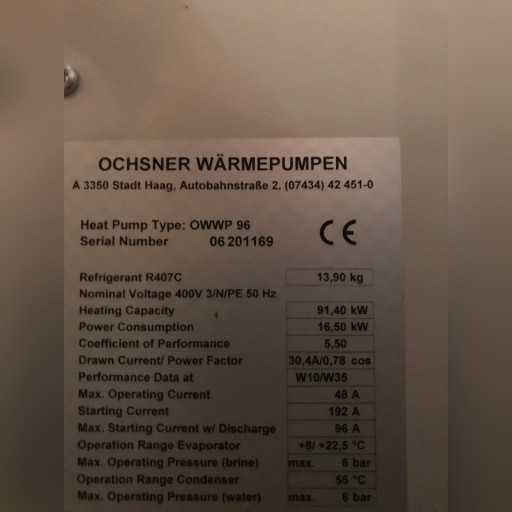 OCHSNER WÄRMEPUMPEN
A 3350 Stadt Haag, Autobahnstraße 2, (07434) 42 451-0
Heat Pump Type: OWWP 96
Serial Number 06 201169
CE
Refrigerant R407C 13,90 kg
Nominal Voltage 400V 3/N/PE 50 Hz
Heating Capacity 91,40 kW
Power Consumption 16,50 kW
Coefficient of Performance 5,50
Drawn Current/ Power Factor 30,4A/0,78 cos
Performance Data at W10/W35
Max. Operating Current 48 A
Starting Current 192 A
Max. Starting Current w/ Discharge 96 A
Operation Range Evaporator +8/ +22,5 °C
Max. Operating Pressure (brine) max. 6 bar
Operation Range Condenser 55 °C
Max. Operating Pressure (water) max. 6 bar